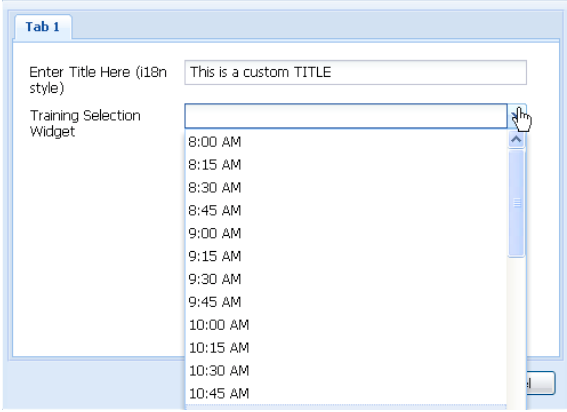 Tab 1
Enter Title Here (i18n
style)
This is a custom TITLE
Training Selection
Widget
8:00 AM
8:15 AM
8:30 AM
8:45 AM
9:00 AM
9:15 AM
9:30 AM
9:45 AM
10:00 AM
10:15 AM
10:30 AM
10:45 AM